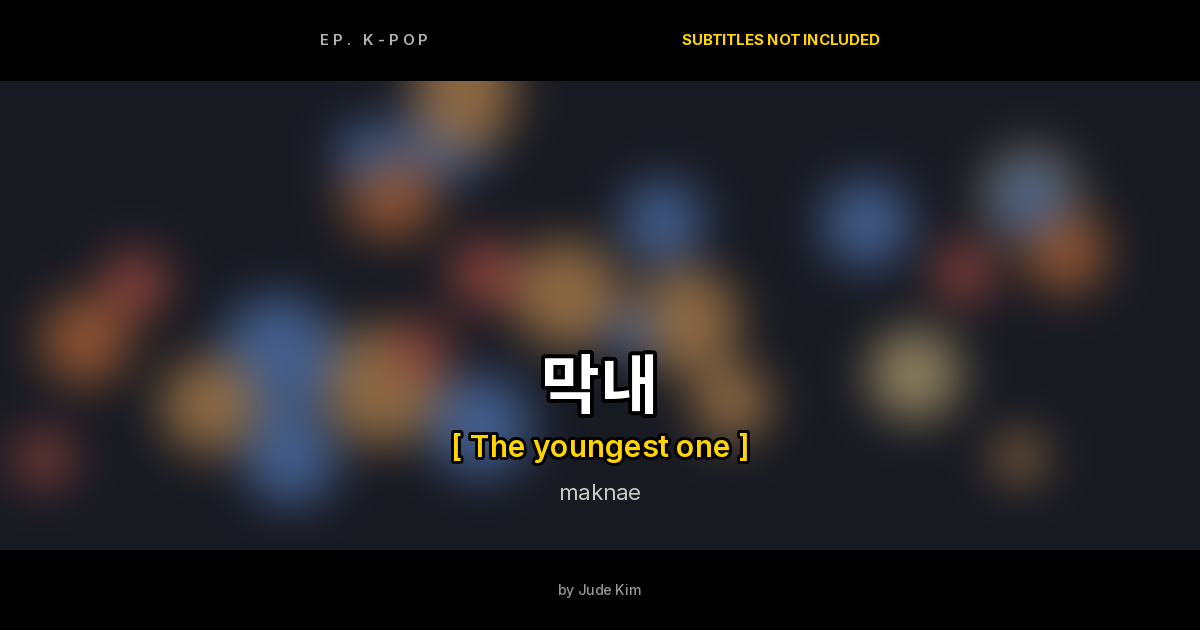 EP. K-POP
SUBTITLES NOT INCLUDED
막내
[ The youngest one ]
maknae
by Jude Kim